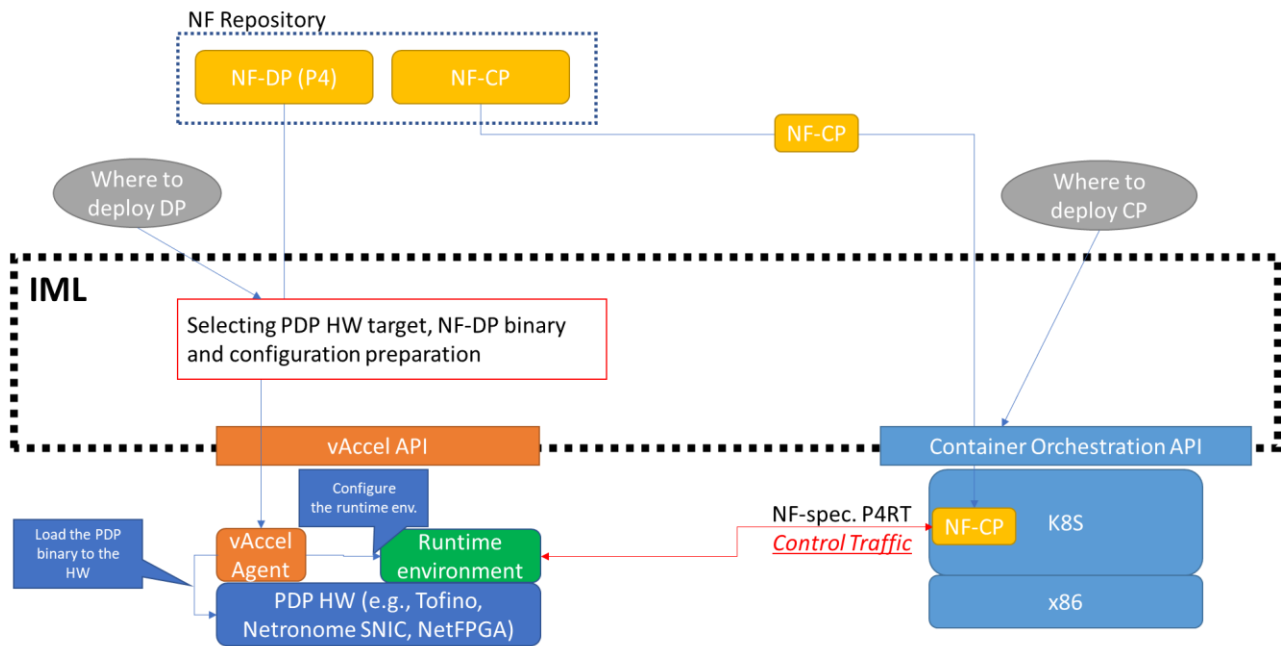 NF Repository
NF-DP (P4)
NF-CP
NF-CP
Where to
deploy DP
Where to
deploy CP
IML
Selecting PDP HW target, NF-DP binary
and configuration preparation
vAccel API
Container Orchestration API
Configure
the runtime env.
Load the PDP
binary to the
HW
vAccel
Agent
Runtime
environment
PDP HW (e.g., Tofino,
Netronome SNIC, NetFPGA)
NF-spec. P4RT
Control Traffic
NF-CP
K8S
x86